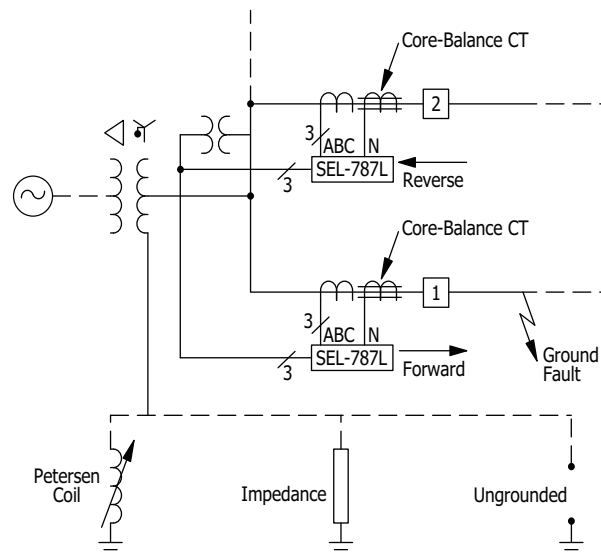 Core-Balance CT
2
3
ABC N
SEL-787L
3
Reverse
Core-Balance CT
1
3
ABC N
SEL-787L
3
Forward
Ground
Fault
Petersen
Coil
Impedance
Ungrounded